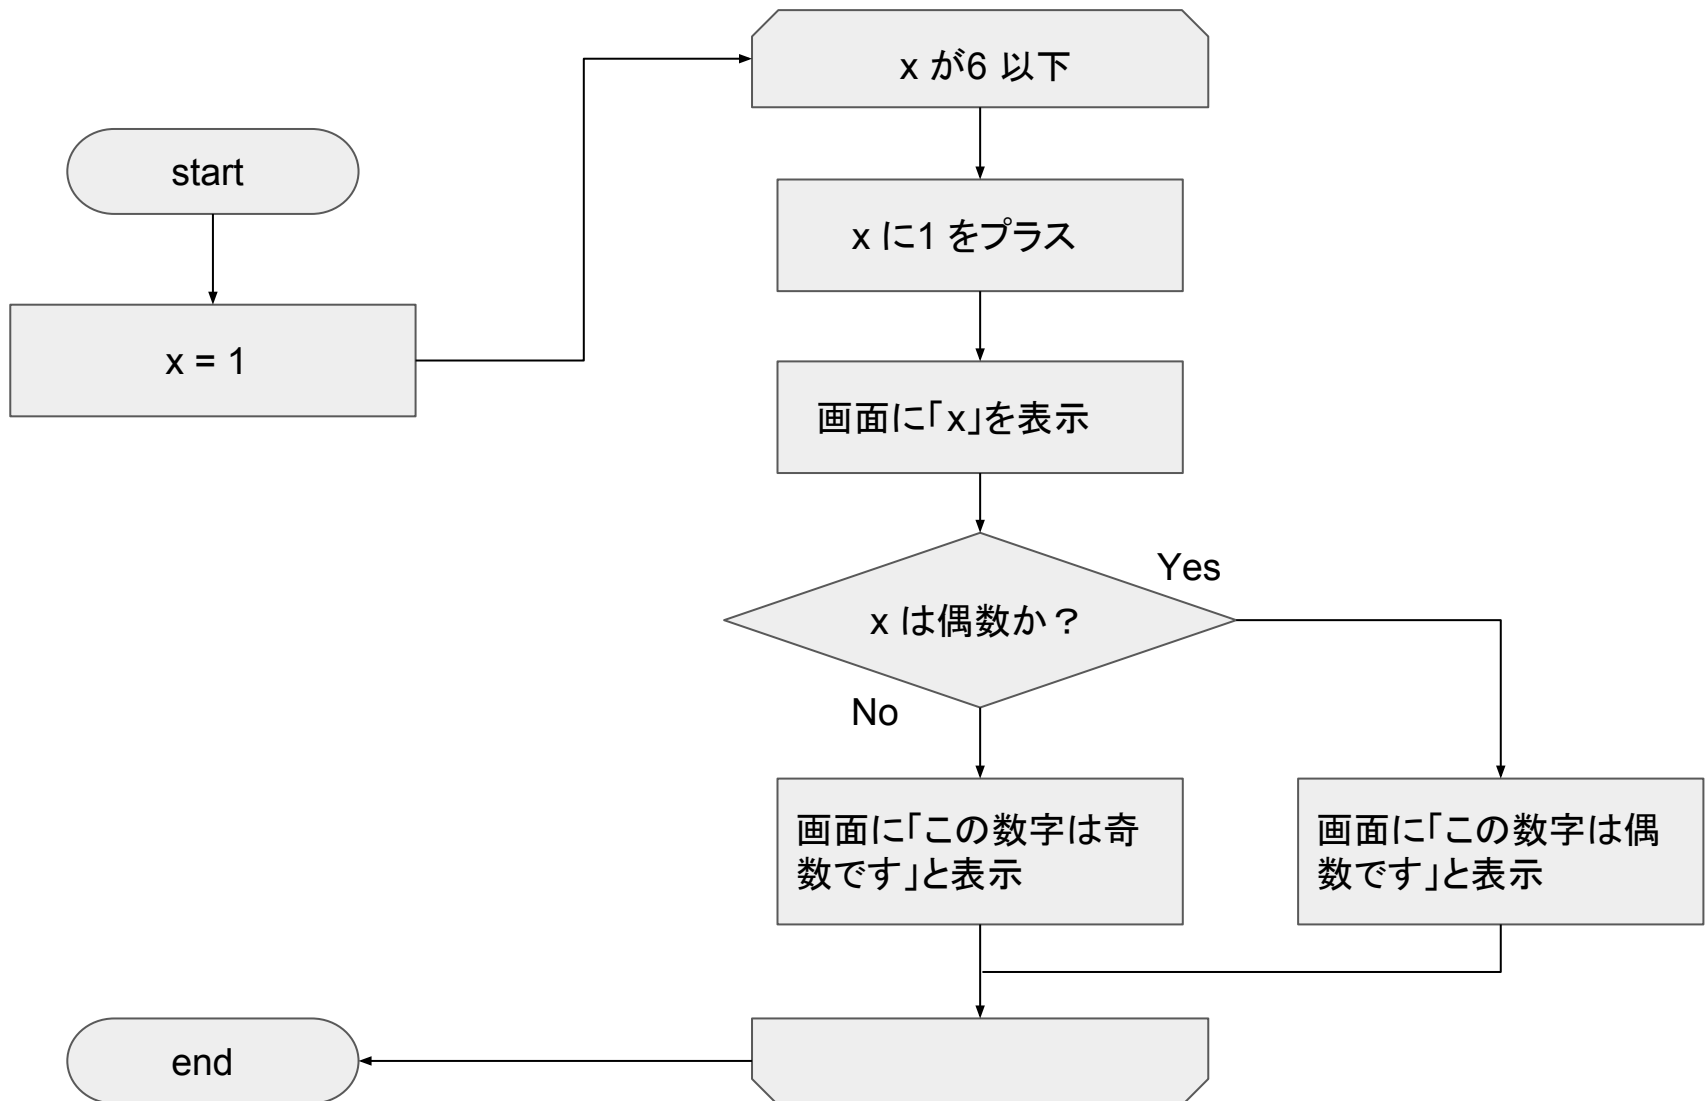 start
x = 1
x が6 以下
x に1 をプラス
画面に「x」を表示
x は偶数か？
Yes
No
画面に「この数字は奇
数です」と表示
画面に「この数字は偶
数です」と表示
end